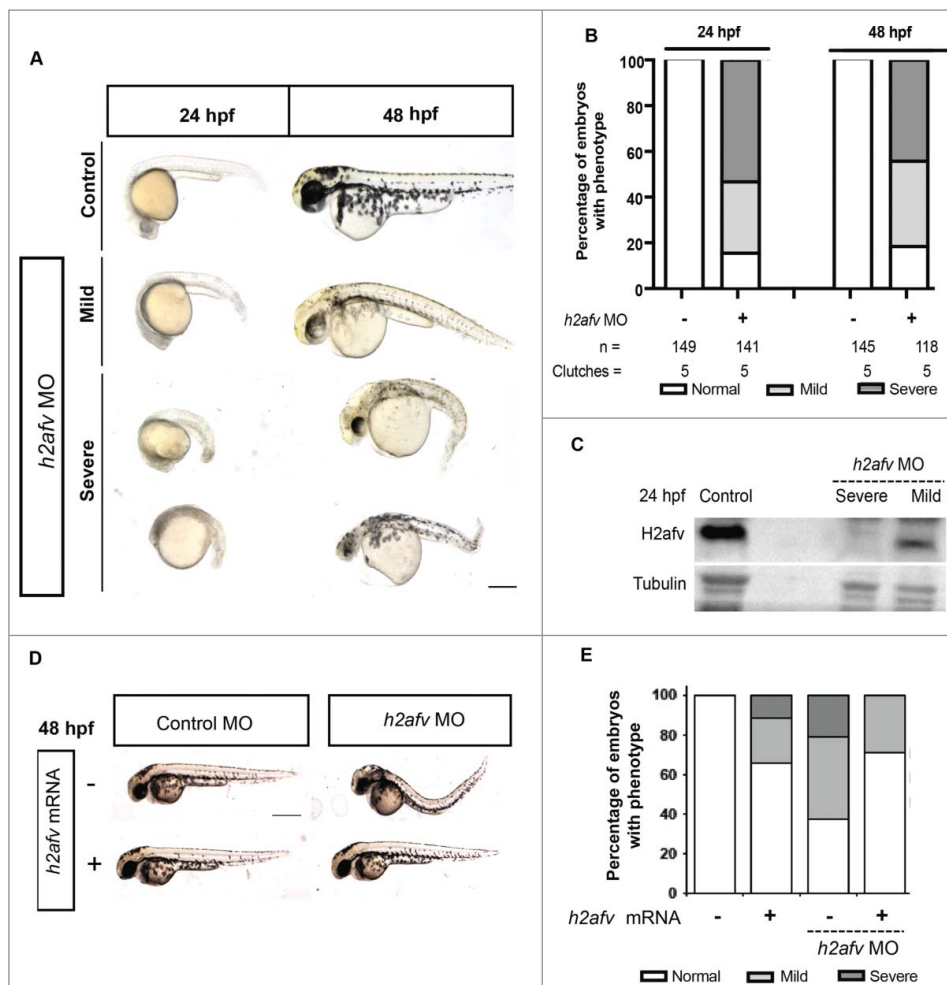 A
24 hpf 48 hpf
Control
Mild
Severe
h2afv MO
B
24 hpf 48 hpf
Percentage of embryos
with phenotype
100
80
60
40
20
0
h2afv MO - + - +
n = 149 141 145 118
Clutches = 5 5 5 5
Normal Mild Severe
C
h2afv MO
24 hpf Control Severe Mild
H2afv
Tubulin
D
48 hpf Control MO h2afv MO
h2afv mRNA
-
+
E
Percentage of embryos
with phenotype
100
80
60
40
20
0
h2afv mRNA - + - +
h2afv MO
Normal Mild Severe